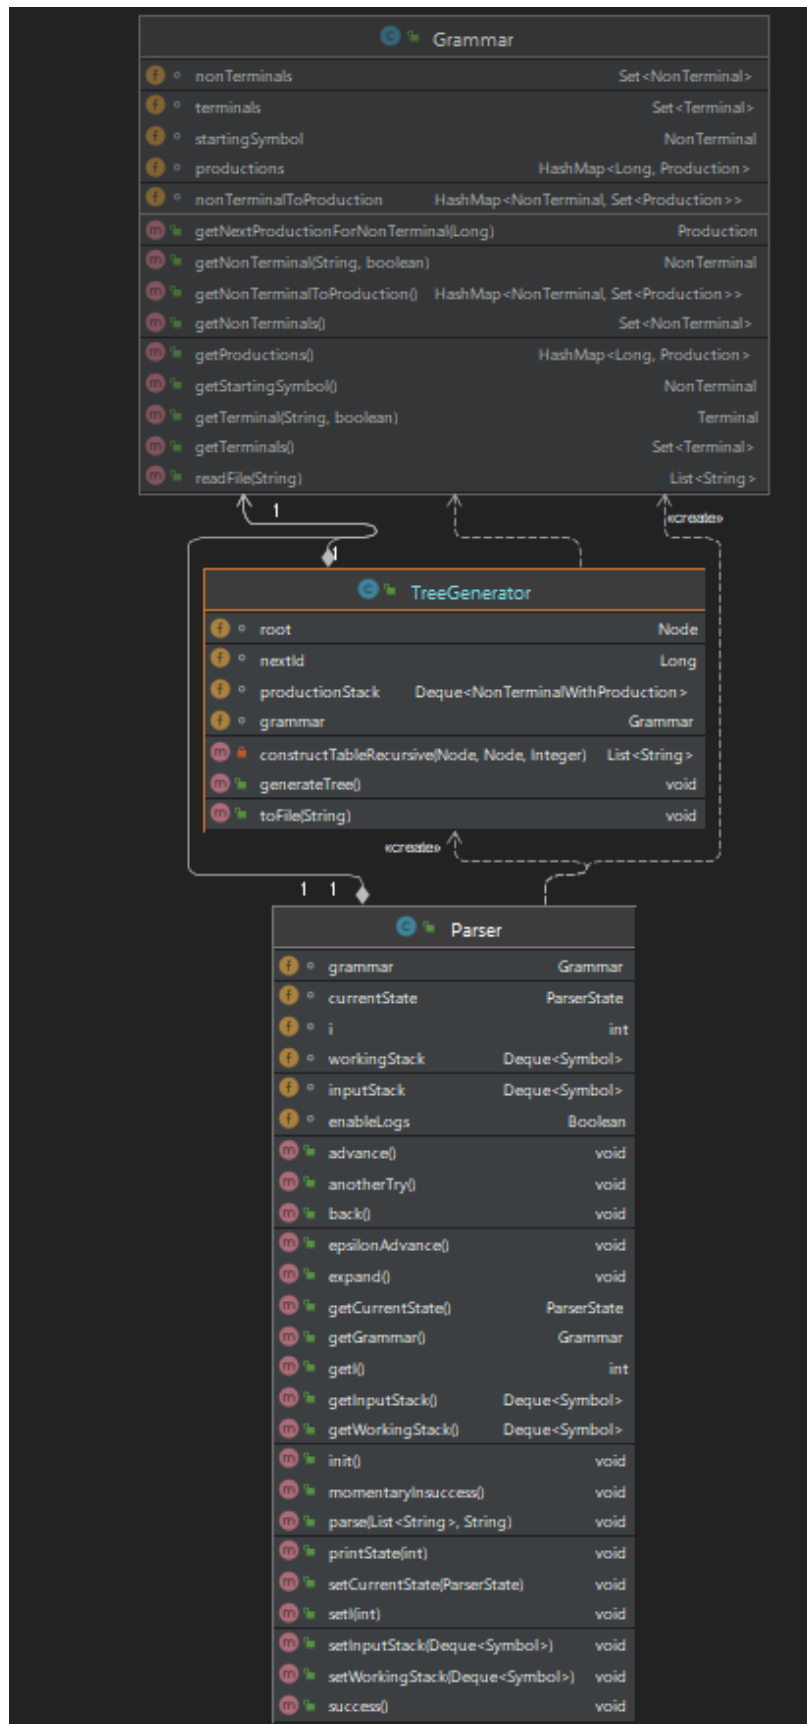 Grammar
nonTerminals Set<NonTerminal>
terminals Set<Terminal>
startingSymbol NonTerminal
productions HashMap<Long, Production>
nonTerminalToProduction HashMap<NonTerminal, Set<Production>>
getNextProductionForNonTerminal(Long) Production
getNonTerminal(String, boolean) NonTerminal
getNonTerminalToProduction() HashMap<NonTerminal, Set<Production>>
getNonTerminals() Set<NonTerminal>
getProductions() HashMap<Long, Production>
getStartingSymbol() NonTerminal
getTerminal(String, boolean) Terminal
getTerminals() Set<Terminal>
readFile(String) List<String>
1 «create»
1
TreeGenerator
root Node
nextId Long
productionStack Deque<NonTerminalWithProduction>
grammar Grammar
constructTableRecursive(Node, Node, Integer) List<String>
generateTree() void
toFile(String) void
«create»
1 1
Parser
grammar Grammar
currentState ParserState
i int
workingStack Deque<Symbol>
inputStack Deque<Symbol>
enableLogs Boolean
advance() void
anotherTry() void
back() void
epsilonAdvance() void
expand() void
getCurrentState() ParserState
getGrammar() Grammar
getI() int
getInputStack() Deque<Symbol>
getWorkingStack() Deque<Symbol>
init() void
momentaryInsuccess() void
parse(List<String>, String) void
printState(int) void
setCurrentState(ParserState) void
setI(int) void
setInputStack(Deque<Symbol>) void
setWorkingStack(Deque<Symbol>) void
success() void